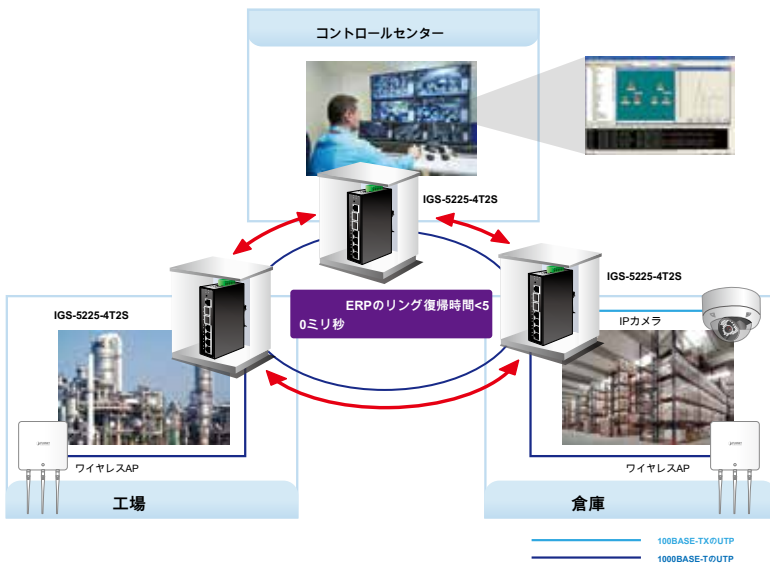 コントロールセンター
IGS-5225-4T2S
IGS-5225-4T2S
IGS-5225-4T2S
ERPのリング復帰時間<5
0ミリ秒
IPカメラ
ワイヤレスAP
ワイヤレスAP
工場
倉庫
100BASE-TXのUTP
1000BASE-TのUTP